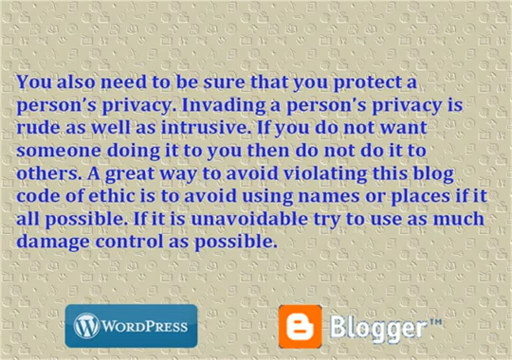 You also need to be sure that you protect a
person's privacy. Invading a person's privacy is
rude as well as intrusive. If you do not want
someone doing it to you then do not do it to
others. A great way to avoid violating this blog
code of ethic is to avoid using names or places if it
all possible. If it is unavoidable try to use as much
damage control as possible.
WORDPRESS
Blogger™